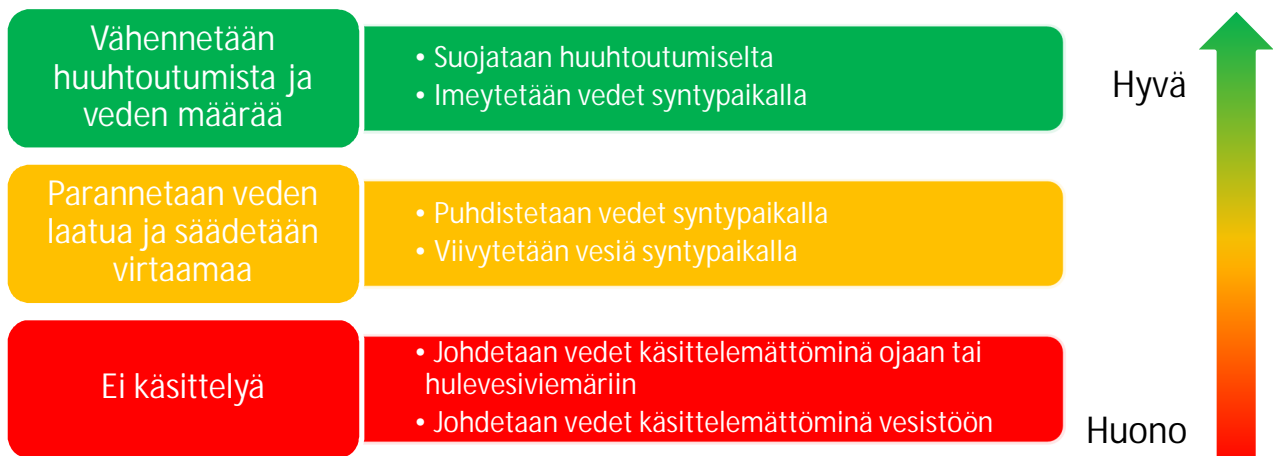 Vähennetään
huuhtoutumista ja
veden määrää
• Suojataan huuhtoutumiselta
• Imeytetään vedet syntypaikalla
Hyvä
Parannetaan veden
laatua ja säädetään
virtaamaa
• Puhdistetaan vedet syntypaikalla
• Viivytetään vesiä syntypaikalla
Ei käsittelyä
• Johdetaan vedet käsittelemättöminä ojaan tai
hulevesiviemäriin
• Johdetaan vedet käsittelemättöminä vesistöön
Huono